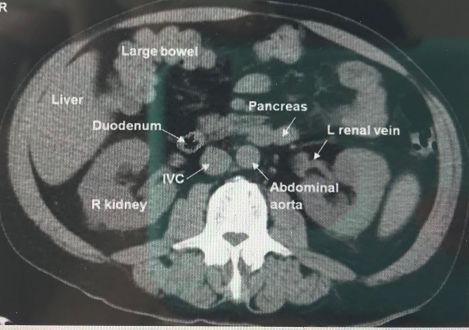 R
Large bowel
Liver
Pancreas
Duodenum
L renal vein
IVC
Abdominal
aorta
R kidney